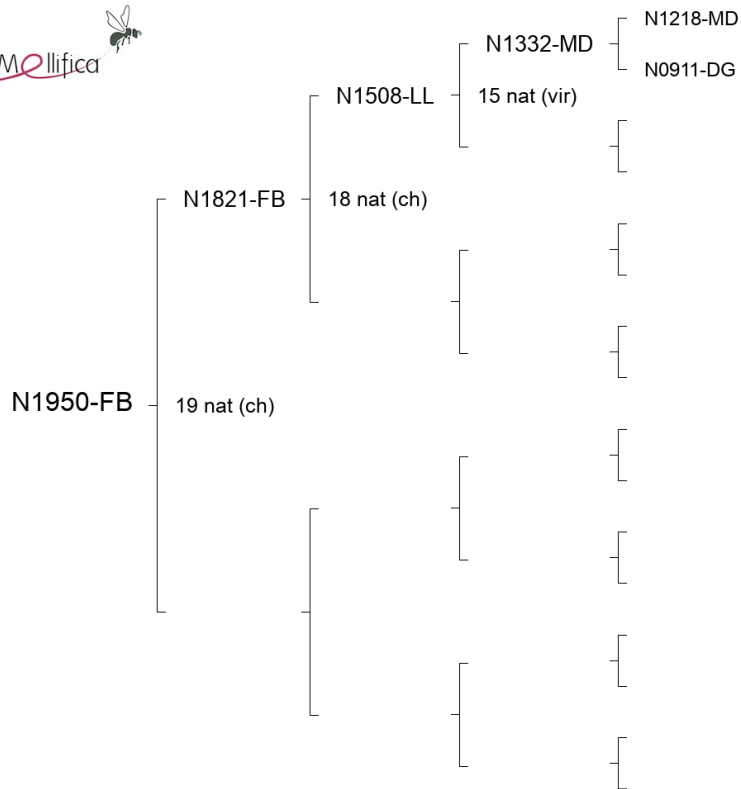 Mellifica
N1218-MD
N1332-MD
N0911-DG
N1508-LL
15 nat (vir)
N1821-FB
18 nat (ch)
N1950-FB
19 nat (ch)